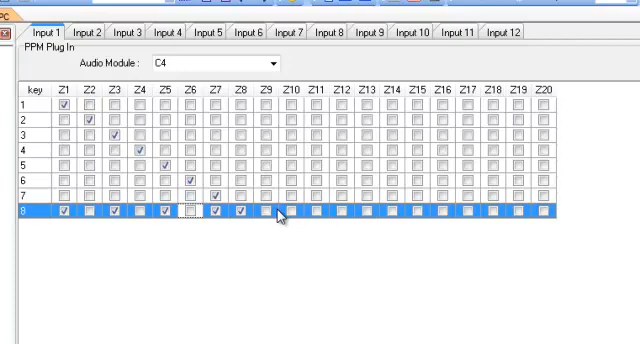 PC
Input 1 Input 2 Input 3 Input 4 Input 5 Input 6 Input 7 Input 8 Input 9 Input 10 Input 11 Input 12
PPM Plug In
Audio Module : C4
key Z1 Z2 Z3 Z4 Z5 Z6 Z7 Z8 Z9 Z10 Z11 Z12 Z13 Z14 Z15 Z16 Z17 Z18 Z19 Z20
1
2
3
4
5
6
7
8